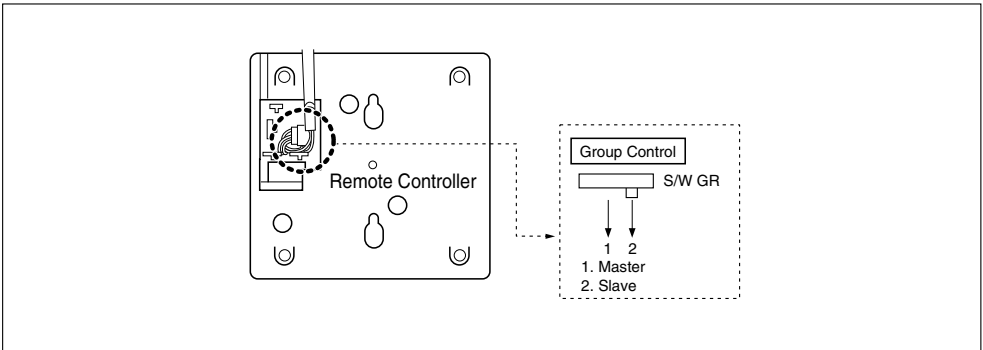 Remote Controller
Group Control
S/W GR
1 2
1. Master
2. Slave